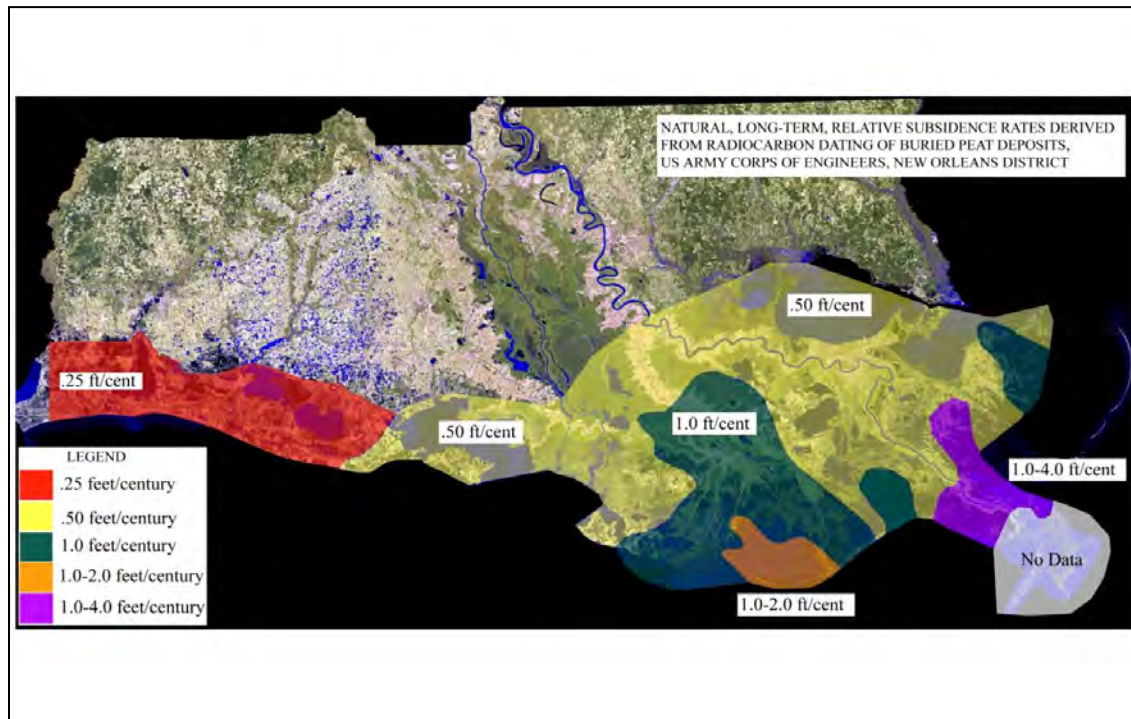 NATURAL, LONG-TERM, RELATIVE SUBSIDENCE RATES DERIVED
FROM RADIOCARBON DATING OF BURIED PEAT DEPOSITS,
US ARMY CORPS OF ENGINEERS, NEW ORLEANS DISTRICT
.50 ft/cent
.25 ft/cent
.50 ft/cent
1.0 ft/cent
1.0-4.0 ft/cent
No Data
1.0-2.0 ft/cent
LEGEND
.25 feet/century
.50 feet/century
1.0 feet/century
1.0-2.0 feet/century
1.0-4.0 feet/century